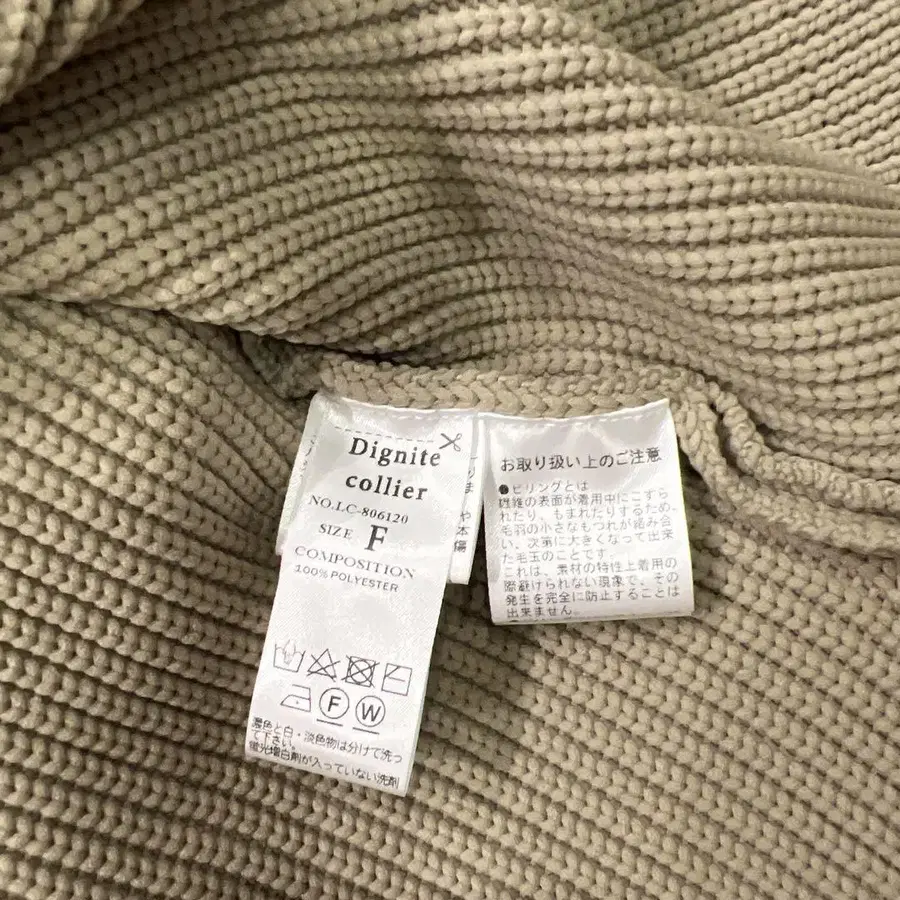 Dignite
collier
NO.LC-806120
SIZE F
COMPOSITION
100% POLYESTER
F W
濃色と白・淡色物は分けて洗っ
て下さい。
蛍光増白剤が入っていない洗剤
お取り扱い上のご注意
●ピリングとは
繊維の表面が着用中にこすら
れたり、もまれたりするため、
毛羽の小さなもつれが絡み合
い、次第に大きくなって出来
た毛玉のことです。
これは、素材の特性上着用の
際避けられない現象で、その
発生を完全に防止することは
出来ません。